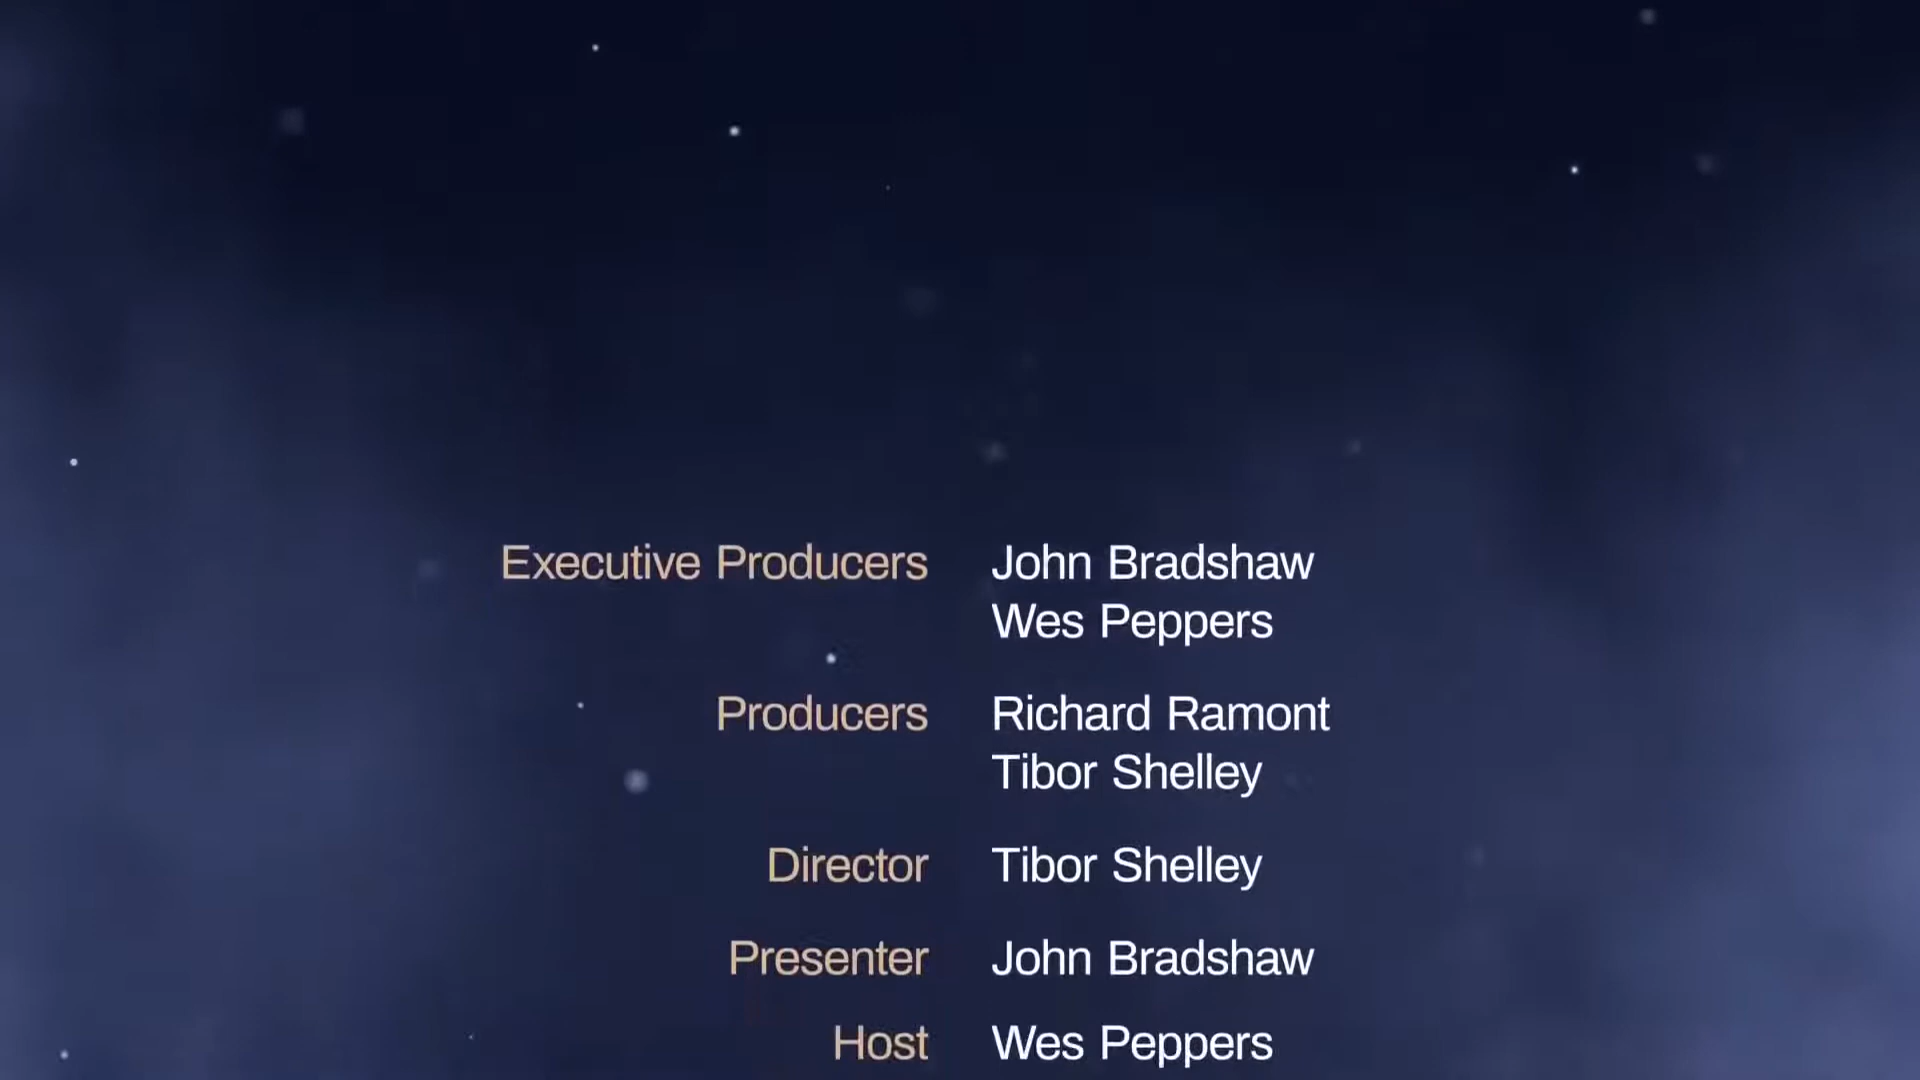 Executive Producers John Bradshaw
Wes Peppers
Producers Richard Ramont
Tibor Shelley
Director Tibor Shelley
Presenter John Bradshaw
Host Wes Peppers